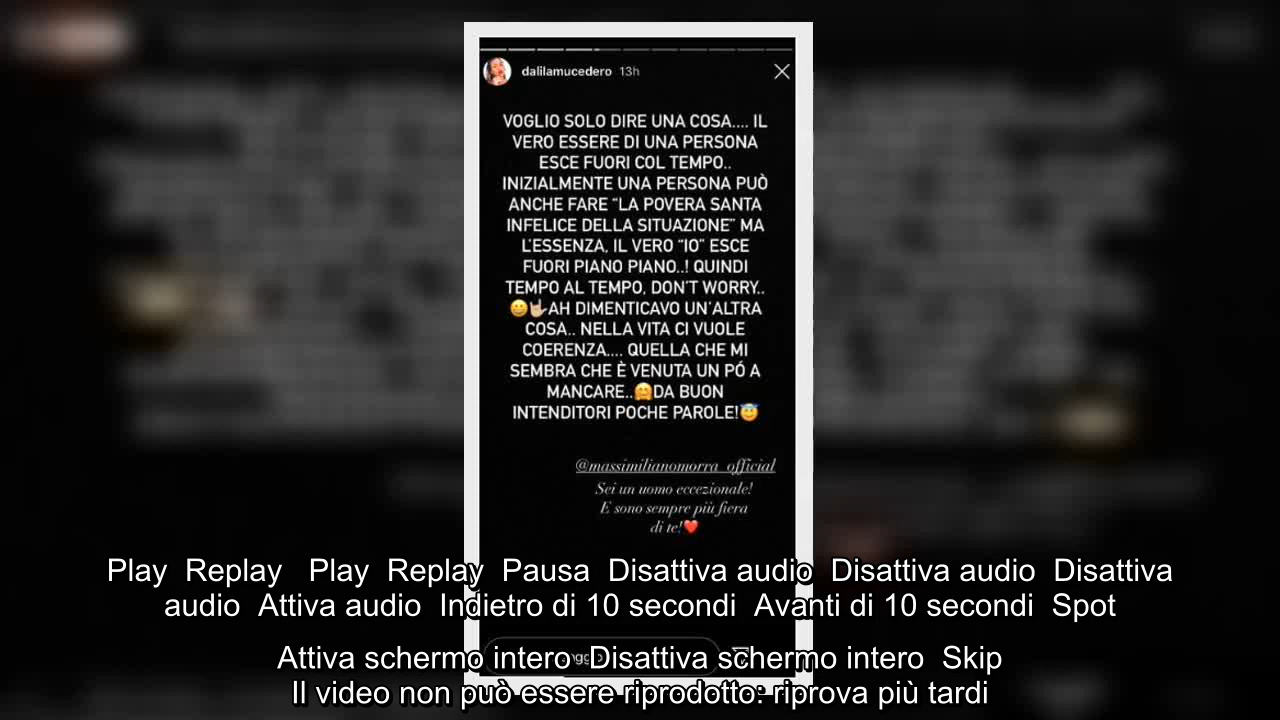 dalilamucedero 13h
VOGLIO SOLO DIRE UNA COSA.... IL
VERO ESSERE DI UNA PERSONA
ESCE FUORI COL TEMPO..
INIZIALMENTE UNA PERSONA PUÒ
ANCHE FARE "LA POVERA SANTA
INFELICE DELLA SITUAZIONE" MA
L'ESSENZA, IL VERO "IO" ESCE
FUORI PIANO PIANO..! QUINDI
TEMPO AL TEMPO, DON'T WORRY..
😀🤟🏼AH DIMENTICAVO UN'ALTRA
COSA.. NELLA VITA CI VUOLE
COERENZA.... QUELLA CHE MI
SEMBRA CHE È VENUTA UN PÓ A
MANCARE..🤗DA BUON
INTENDITORI POCHE PAROLE!😇
@massimilianomorra_official
Sei un uomo eccezionale!
E sono sempre più fiera
di te!❤️
Play Replay Play Replay Pausa Disattiva audio Disattiva audio Disattiva
audio Attiva audio Indietro di 10 secondi Avanti di 10 secondi Spot
Attiva schermo intero Disattiva schermo intero Skip
Il video non può essere riprodotto: riprova più tardi